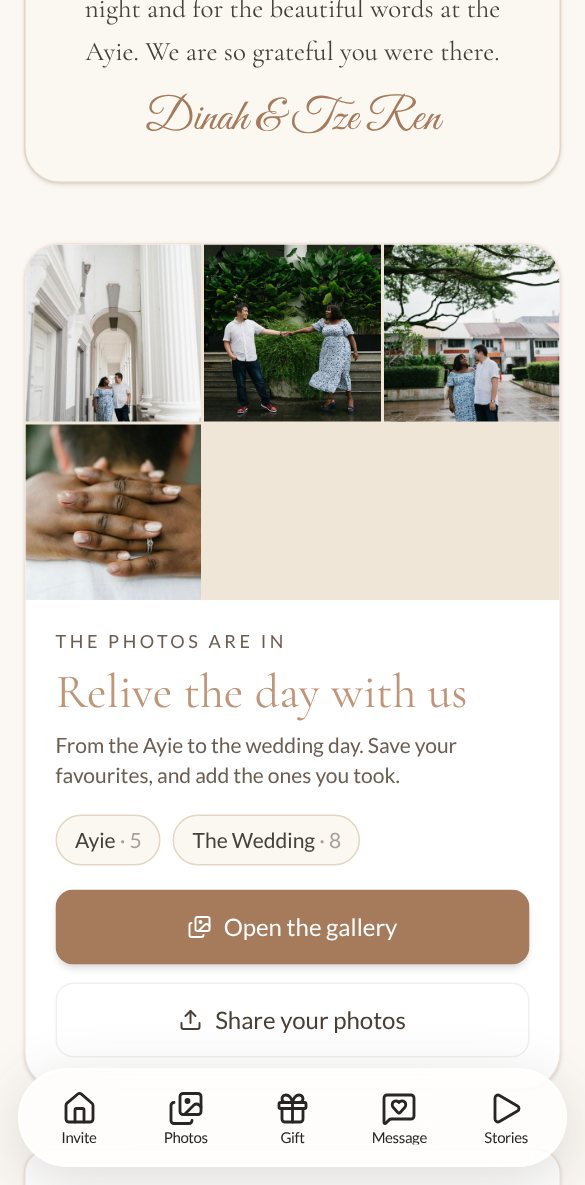 night and for the beautiful words at the
Ayie. We are so grateful you were there.
Dinah & Tze Ren
THE PHOTOS ARE IN
Relive the day with us
From the Ayie to the wedding day. Save your
favourites, and add the ones you took.
Ayie · 5
The Wedding · 8
Open the gallery
Share your photos
Invite
Photos
Gift
Message
Stories